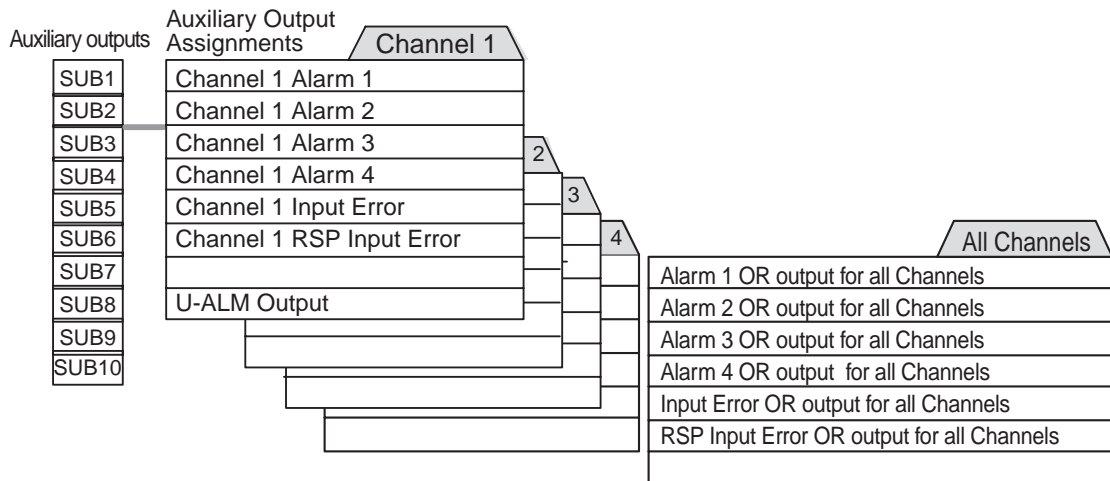 Auxiliary outputs
SUB1
SUB2
SUB3
SUB4
SUB5
SUB6
SUB7
SUB8
SUB9
SUB10
Auxiliary Output
Assignments
Channel 1
Channel 1 Alarm 1
Channel 1 Alarm 2
Channel 1 Alarm 3
Channel 1 Alarm 4
Channel 1 Input Error
Channel 1 RSP Input Error
U-ALM Output
2
3
4
All Channels
Alarm 1 OR output for all Channels
Alarm 2 OR output for all Channels
Alarm 3 OR output for all Channels
Alarm 4 OR output for all Channels
Input Error OR output for all Channels
RSP Input Error OR output for all Channels